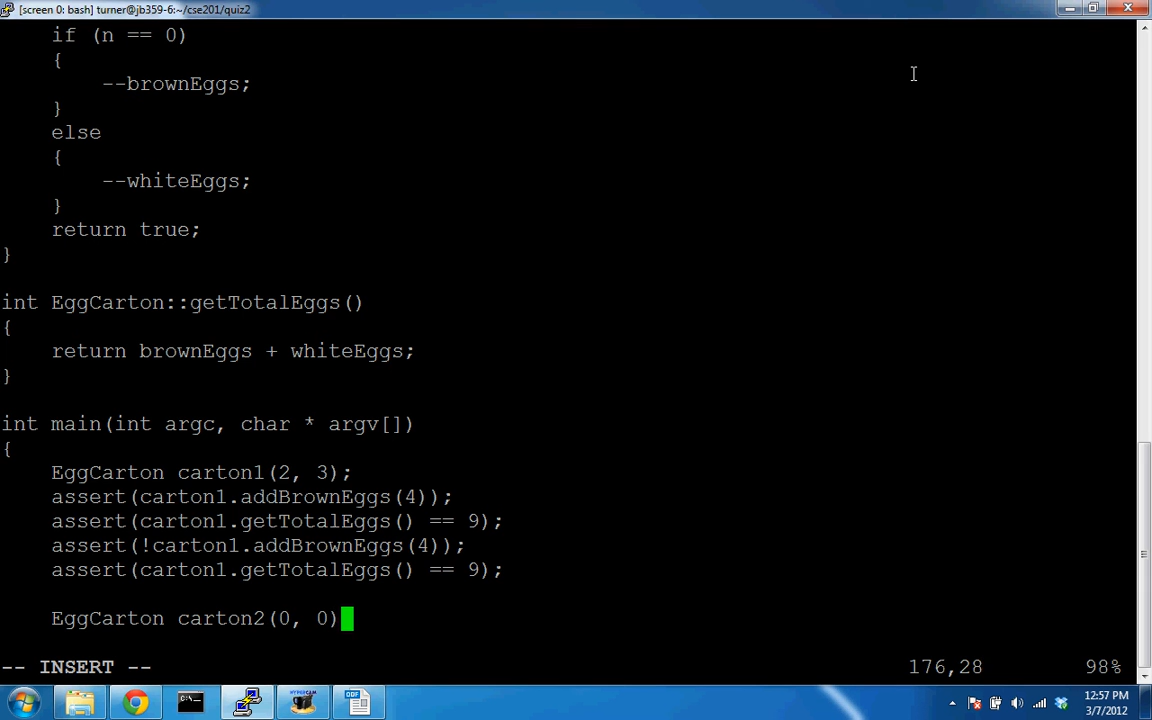 [screen 0: bash] turner@jb359-6:~/cse201/quiz2
    if (n == 0)
    {
        --brownEggs;
    }
    else
    {
        --whiteEggs;
    }
    return true;
}

int EggCarton::getTotalEggs()
{
    return brownEggs + whiteEggs;
}

int main(int argc, char * argv[])
{
    EggCarton carton1(2, 3);
    assert(carton1.addBrownEggs(4));
    assert(carton1.getTotalEggs() == 9);
    assert(!carton1.addBrownEggs(4));
    assert(carton1.getTotalEggs() == 9);

    EggCarton carton2(0, 0)
-- INSERT -- 176,28 98%
C:\
HYPERCAM
ODF
12:57 PM
3/7/2012